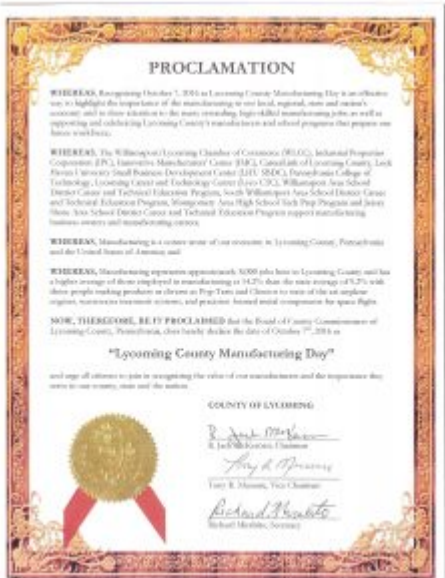 PROCLAMATION
WHEREAS, Recognizing October 7, 2016 as Lycoming County Manufacturing Day is an effective
way to highlight the importance of the manufacturing to our local, regional, state and nation's
economy and to draw attention to the many rewarding, high-skilled manufacturing jobs as well as
supporting and celebrating Lycoming County's manufacturers and school programs that prepare our
future workforce.
WHEREAS, The Williamsport/Lycoming Chamber of Commerce (WLCC), Industrial Properties
Corporation (IPC), Innovative Manufacturers' Center (IMC), CareerLink of Lycoming County, Lock
Haven University Small Business Development Center (LHU SBDC), Pennsylvania College of
Technology, Lycoming Career and Technology Center (Lyco CTC), Williamsport Area School
District Career and Technical Education Program, South Williamsport Area School District Career
and Technical Education Program, Montgomery Area High School Tech Prep Program and Jersey
Shore Area School District Career and Technical Education Program support manufacturing
business owners and manufacturing careers;
WHEREAS, Manufacturing is a corner stone of our economy in Lycoming County, Pennsylvania
and the United States of America; and
WHEREAS, Manufacturing represents approximately 8,000 jobs here in Lycoming County and has
a higher average of those employed in manufacturing at 14.2% than the state average of 9.2% with
those people making products as diverse as Pop-Tarts and Cheetos to state of the art airplane
engines, wastewater treatment systems, and precision formed metal components for space flight.
NOW, THEREFORE, BE IT PROCLAIMED that the Board of County Commissioners of
Lycoming County, Pennsylvania, does hereby declare the date of October 7th, 2016 as
“Lycoming County Manufacturing Day”
and urge all citizens to join in recognizing the value of our manufacturers and the importance they
serve to our county, state and the nation.
COUNTY OF LYCOMING:
R. Jack McKernan, Chairman
Tony R. Mussare, Vice Chairman
Richard Mirabito
Richard Mirabito, Secretary